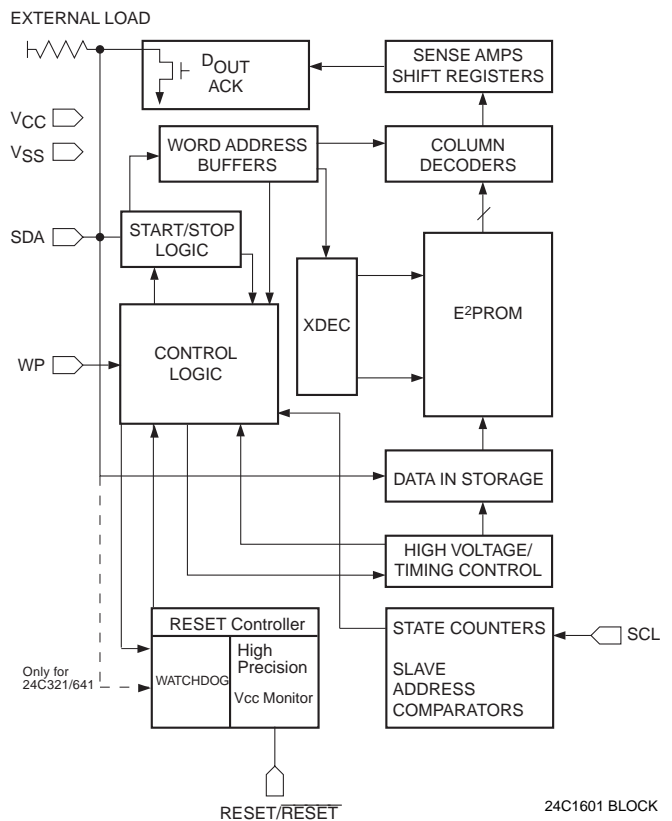 EXTERNAL LOAD
DOUT
ACK
SENSE AMPS
SHIFT REGISTERS
VCC
VSS
WORD ADDRESS
BUFFERS
COLUMN
DECODERS
SDA
START/STOP
LOGIC
XDEC
E2PROM
WP
CONTROL
LOGIC
DATA IN STORAGE
HIGH VOLTAGE/
TIMING CONTROL
RESET Controller
WATCHDOG
High
Precision
Vcc Monitor
STATE COUNTERS
SLAVE
ADDRESS
COMPARATORS
SCL
Only for
24C321/641
RESET/RESET
24C1601 BLOCK